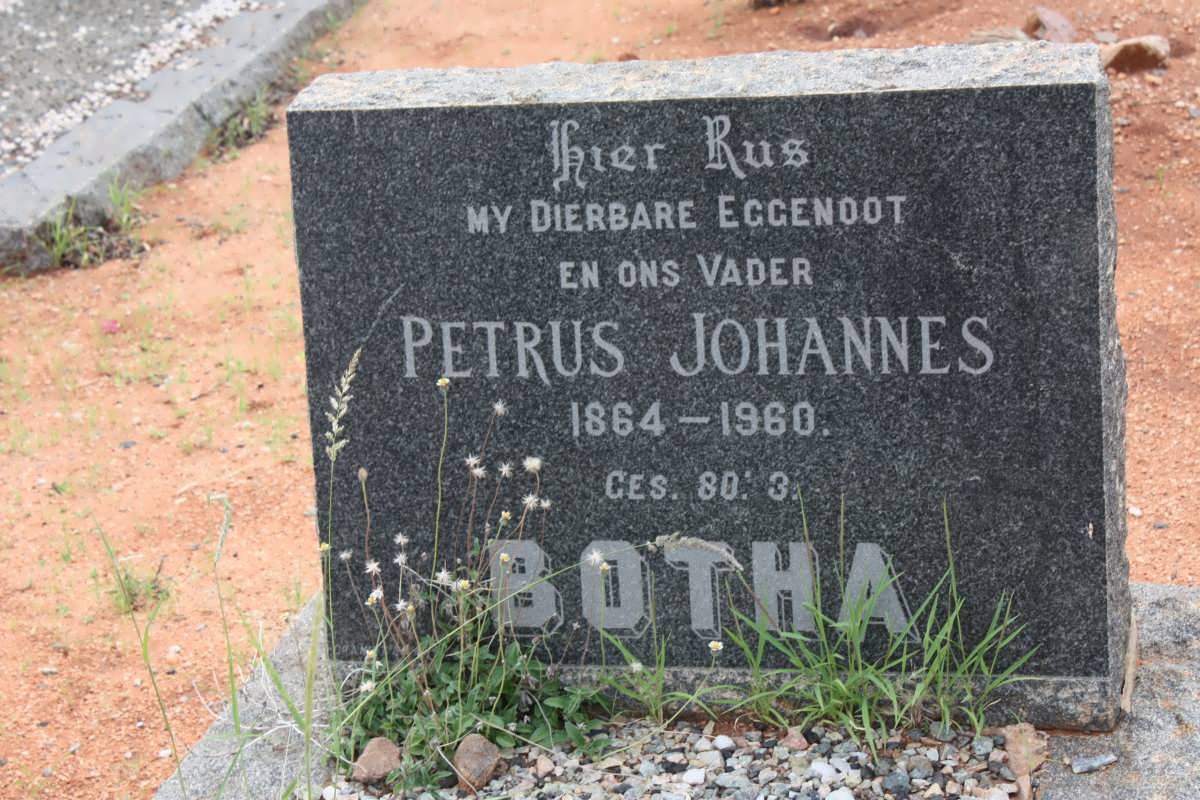 Hier Rus
MY DIERBARE EGGENOOT
EN ONS VADER
PETRUS JOHANNES
1864 – 1960.
GES. 80: 3.
BOTHA